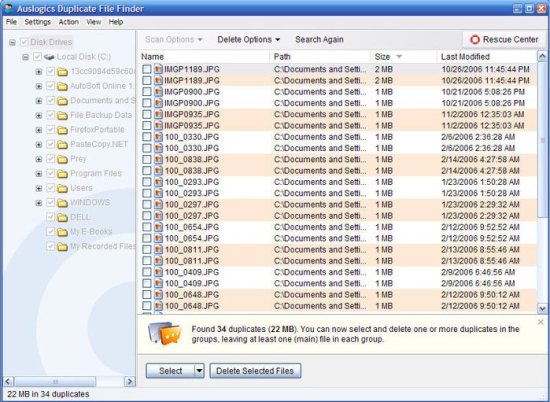 Auslogics Duplicate File Finder
File Settings Action View Help
Disk Drives
Local Disk (C:)
13cc9084d59c60
AutoSoft Online 1.
Documents and S
File Backup Data
FirefoxPortable
PasteCopy.NET
Prey
Program Files
Users
WINDOWS
DELL
My E-Books
My Recorded Files
Scan Options Delete Options Search Again Rescue Center
Name Path Size Last Modified
IMGP1189.JPG C:\Documents and Setti... 2 MB 10/26/2006 11:45:44 PM
IMGP1189.JPG C:\Documents and Setti... 2 MB 10/26/2006 11:45:44 PM
IMGP0900.JPG C:\Documents and Setti... 1 MB 10/21/2006 5:08:26 PM
IMGP0900.JPG C:\Documents and Setti... 1 MB 10/21/2006 5:08:26 PM
IMGP0935.JPG C:\Documents and Setti... 1 MB 11/2/2006 12:35:03 AM
IMGP0935.JPG C:\Documents and Setti... 1 MB 11/2/2006 12:35:03 AM
100_0330.JPG C:\Documents and Setti... 1 MB 2/6/2006 2:36:28 AM
100_0330.JPG C:\Documents and Setti... 1 MB 2/6/2006 2:36:28 AM
100_0838.JPG C:\Documents and Setti... 1 MB 2/14/2006 4:27:58 AM
100_0838.JPG C:\Documents and Setti... 1 MB 2/14/2006 4:27:58 AM
100_0293.JPG C:\Documents and Setti... 1 MB 1/23/2006 1:50:28 AM
100_0293.JPG C:\Documents and Setti... 1 MB 1/23/2006 1:50:28 AM
100_0297.JPG C:\Documents and Setti... 1 MB 1/23/2006 2:29:32 AM
100_0297.JPG C:\Documents and Setti... 1 MB 1/23/2006 2:29:32 AM
100_0654.JPG C:\Documents and Setti... 1 MB 2/12/2006 9:52:52 AM
100_0654.JPG C:\Documents and Setti... 1 MB 2/12/2006 9:52:52 AM
100_0811.JPG C:\Documents and Setti... 1 MB 2/13/2006 8:55:46 AM
100_0811.JPG C:\Documents and Setti... 1 MB 2/13/2006 8:55:46 AM
100_0409.JPG C:\Documents and Setti... 1 MB 2/9/2006 6:46:56 AM
100_0409.JPG C:\Documents and Setti... 1 MB 2/9/2006 6:46:56 AM
100_0648.JPG C:\Documents and Setti... 1 MB 2/12/2006 9:50:12 AM
100_0648.JPG C:\Documents and Setti... 1 MB 2/12/2006 9:50:12 AM
Found 34 duplicates (22 MB). You can now select and delete one or more duplicates in the
groups, leaving at least one (main) file in each group.
Select Delete Selected Files
22 MB in 34 duplicates